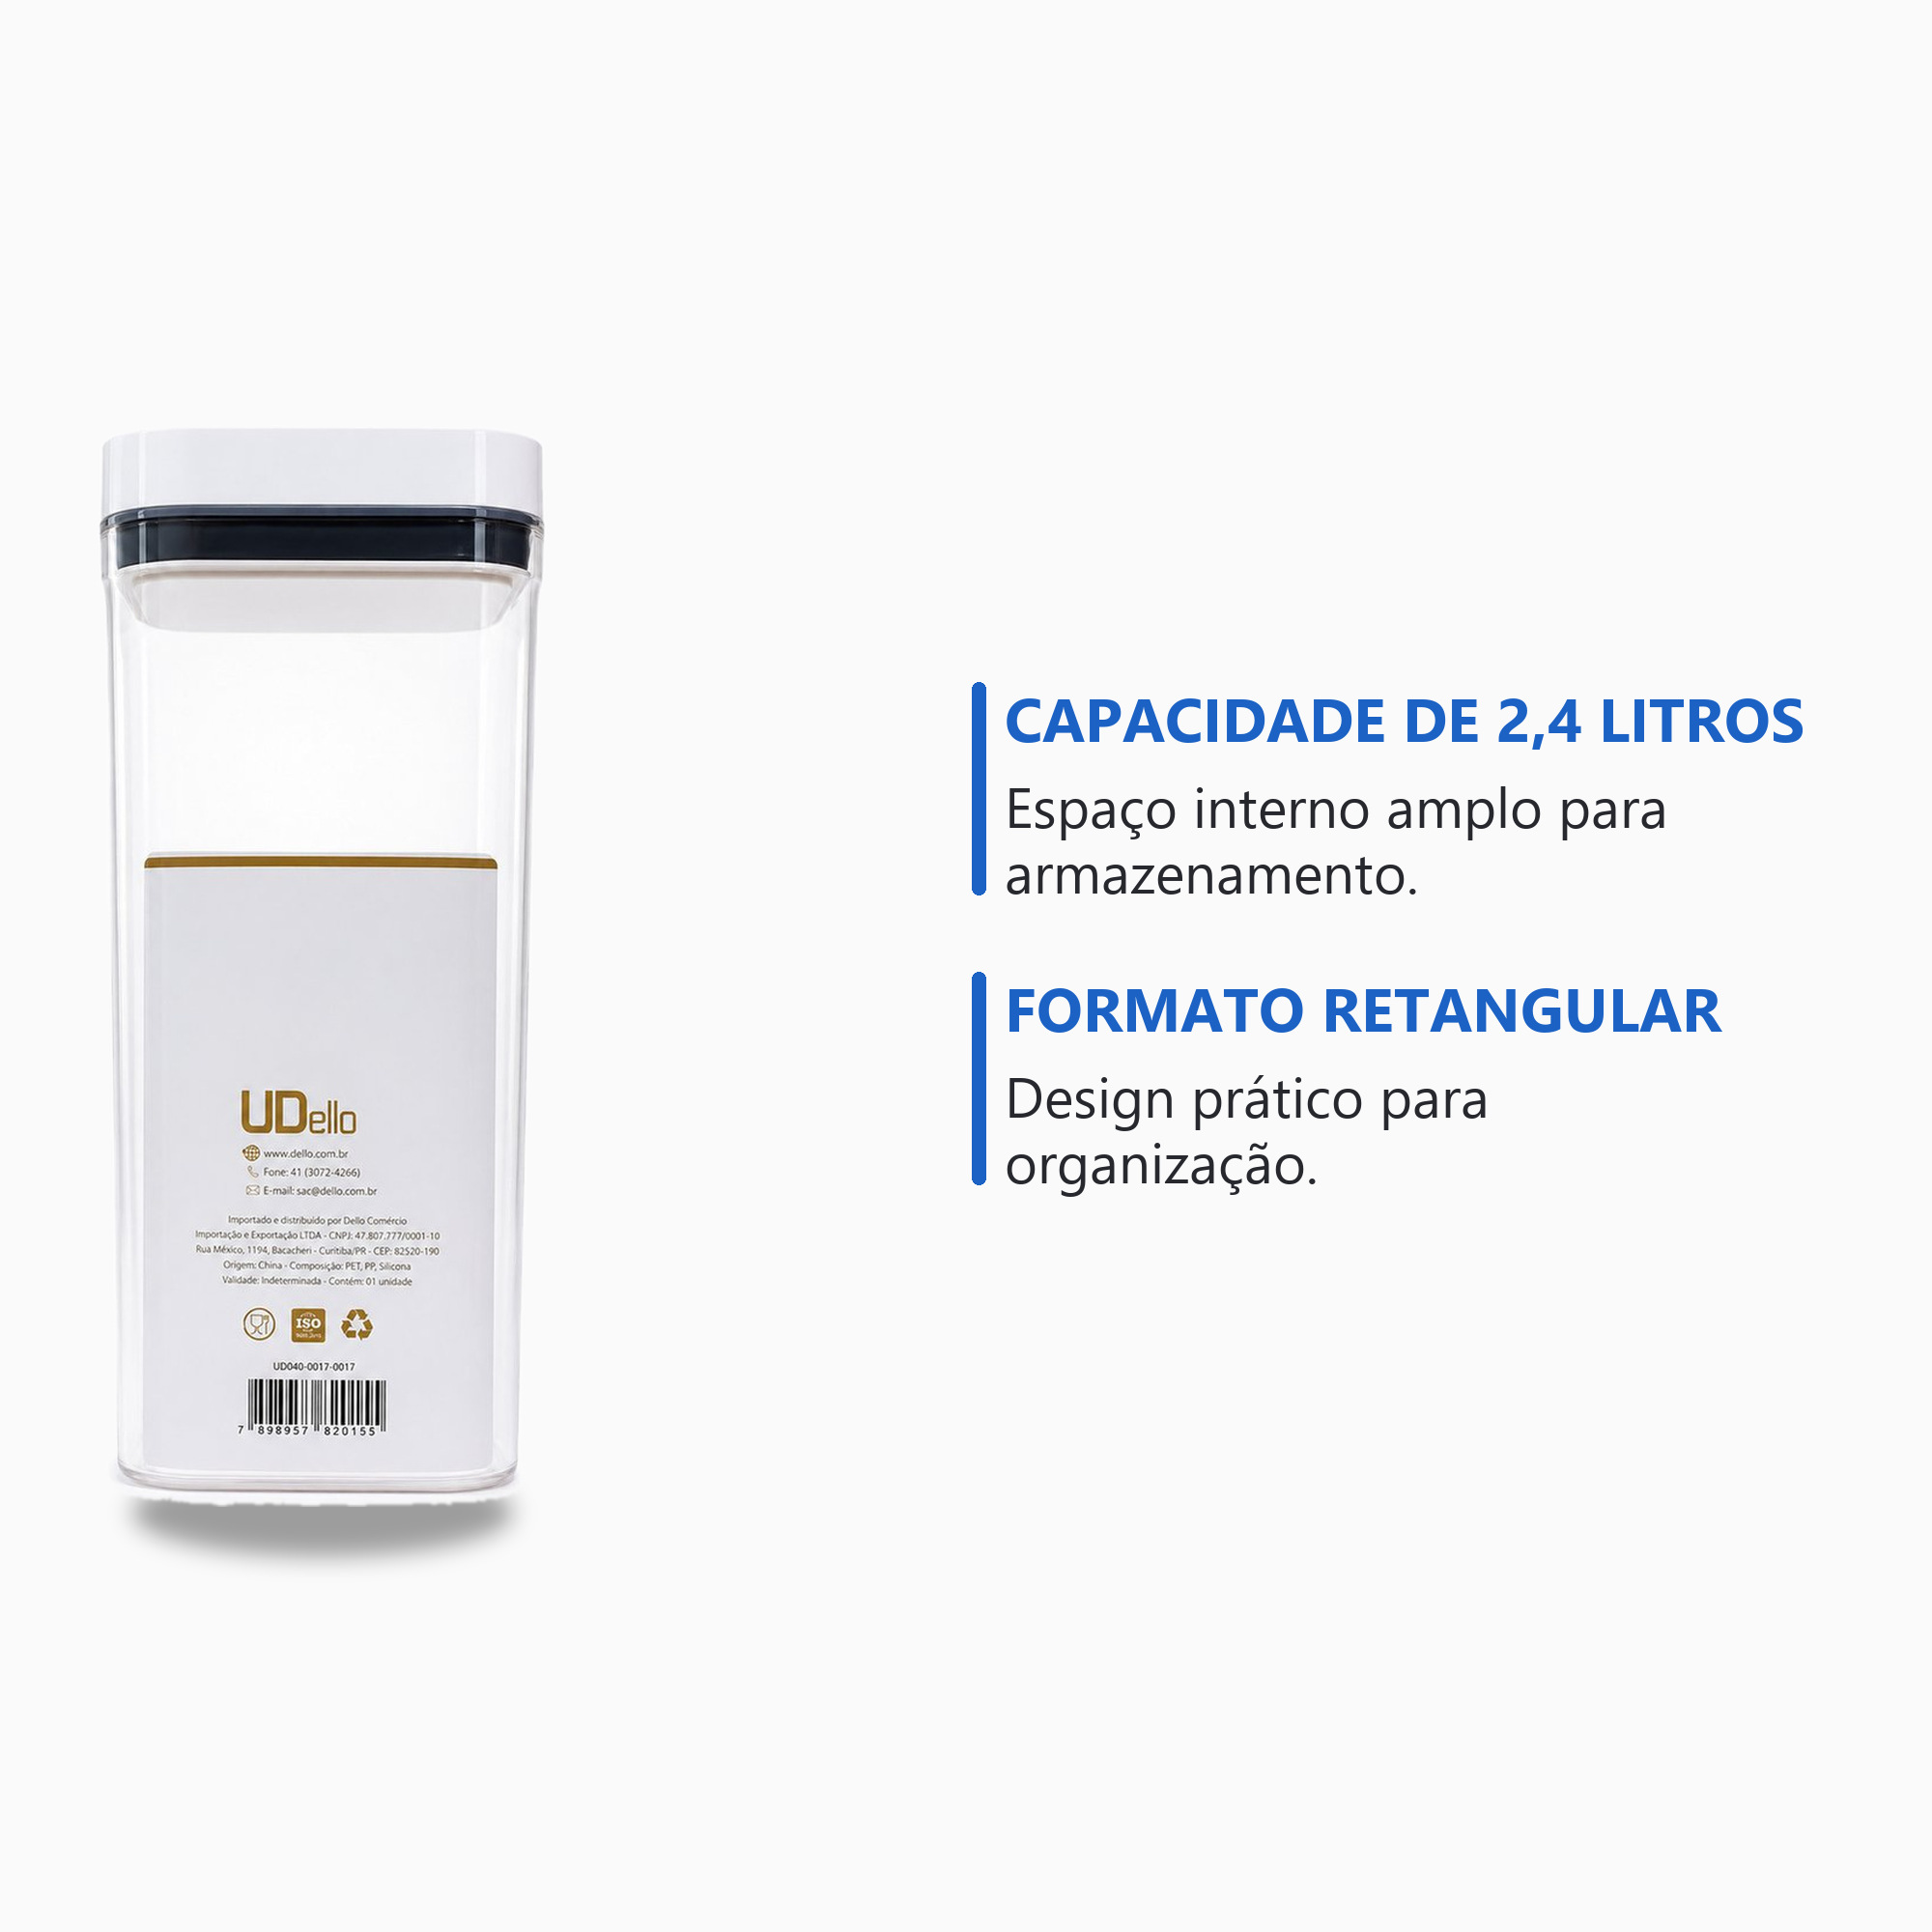 CAPACIDADE DE 2,4 LITROS
Espaço interno amplo para
armazenamento.
FORMATO RETANGULAR
Design prático para
organização.
UDello
www.dello.com.br
Fone: 41 (3072-4266)
E-mail: sac@dello.com.br
Importado e distribuído por Dello Comércio
Importação e Exportação LTDA - CNPJ: 47.807.777/0001-10
Rua México, 1194, Bacacheri - Curitiba/PR - CEP: 82520-190
Origem: China - Composição: PET, PP, Silicona
Validade: Indeterminada - Contém: 01 unidade
ISO
UD040-0017-0017
7 898957 820155